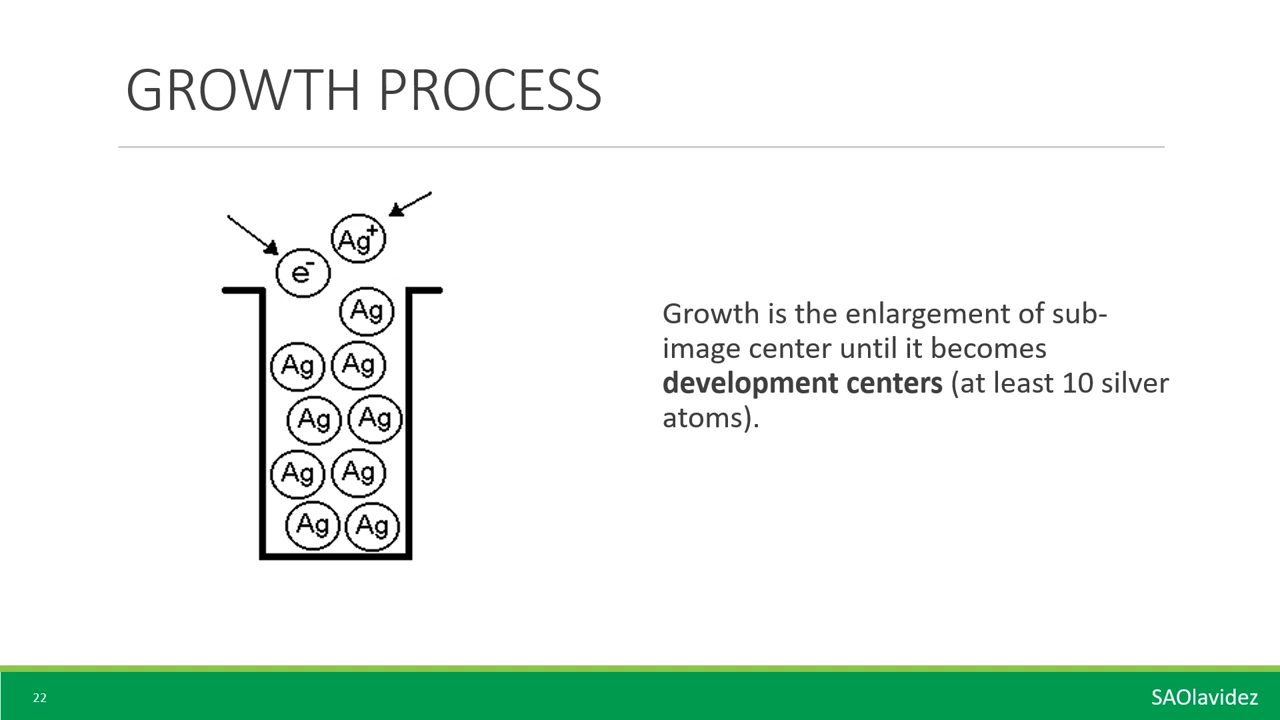 GROWTH PROCESS
Ag+
e-
Ag
Ag Ag
Ag Ag
Ag Ag
Ag Ag
Growth is the enlargement of sub-
image center until it becomes
development centers (at least 10 silver
atoms).
22
SAOlavidez